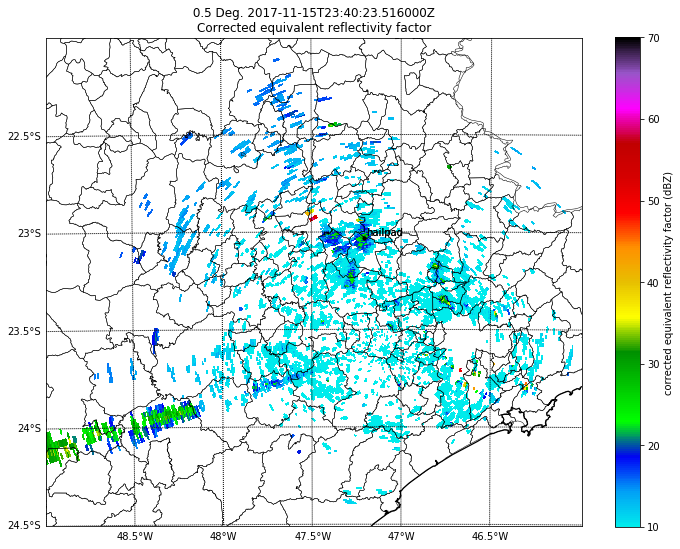 0.5 Deg. 2017-11-15T23:40:23.516000Z
Corrected equivalent reflectivity factor
22.5°S
23°S
23.5°S
24°S
24.5°S
48.5°W
48°W
47.5°W
47°W
46.5°W
hailpad
70
60
50
40
30
20
10
corrected equivalent reflectivity factor (dBZ)